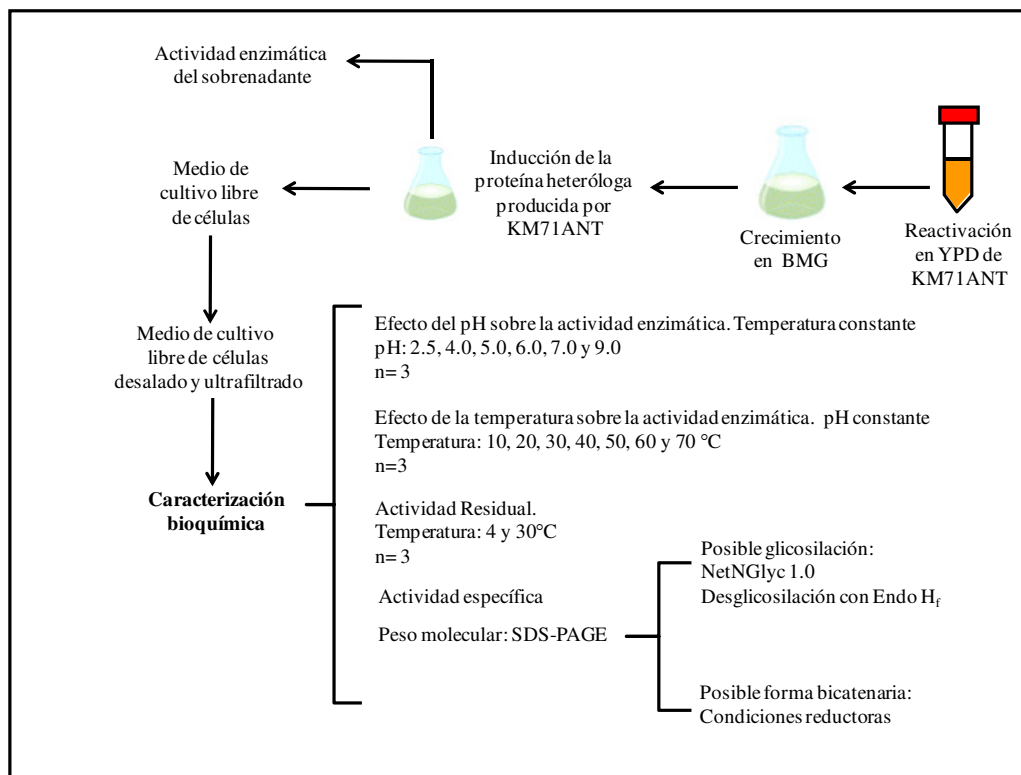 Actividad enzimática
del sobrenadante
Medio de
cultivo libre
de células
Inducción de la
proteína heteróloga
producida por
KM71ANT
Crecimiento
en BMG
Reactivación
en YPD de
KM71ANT
Medio de cultivo
libre de células
desalado y ultrafiltrado
Caracterización
bioquímica
Efecto del pH sobre la actividad enzimática. Temperatura constante
pH: 2.5, 4.0, 5.0, 6.0, 7.0 y 9.0
n= 3
Efecto de la temperatura sobre la actividad enzimática. pH constante
Temperatura: 10, 20, 30, 40, 50, 60 y 70 °C
n=3
Actividad Residual.
Temperatura: 4 y 30°C
n= 3
Actividad específica
Peso molecular: SDS-PAGE
Posible glicosilación:
NetNGlyc 1.0
Desglicosilación con Endo Hf
Posible forma bicatenaria:
Condiciones reductoras